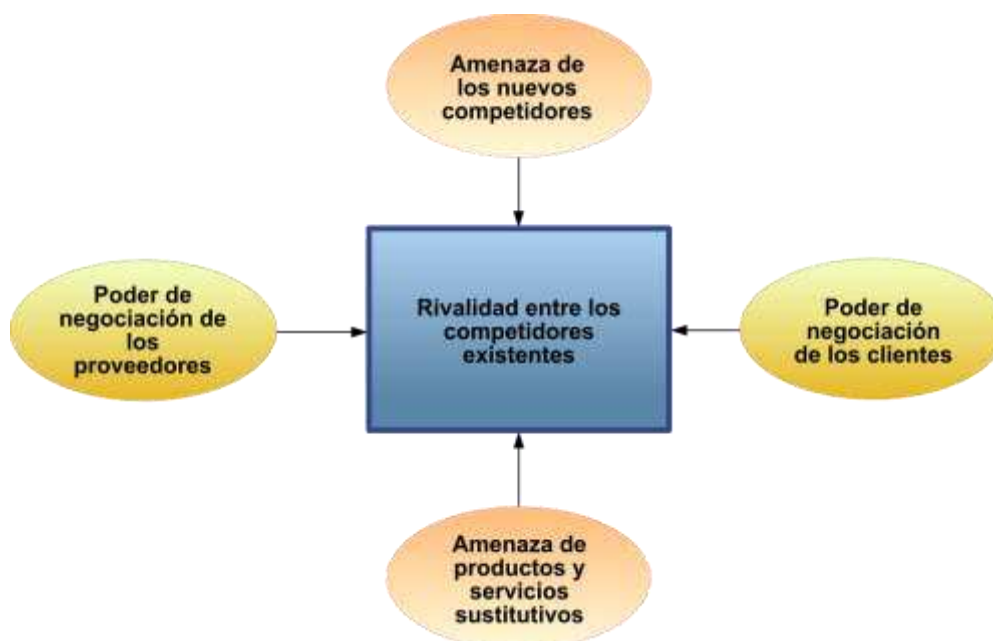 Amenaza de
los nuevos
competidores
Poder de
negociación de
los
proveedores
Rivalidad entre los
competidores
existentes
Poder de
negociación
de los clientes
Amenaza de
productos y
servicios
sustitutivos